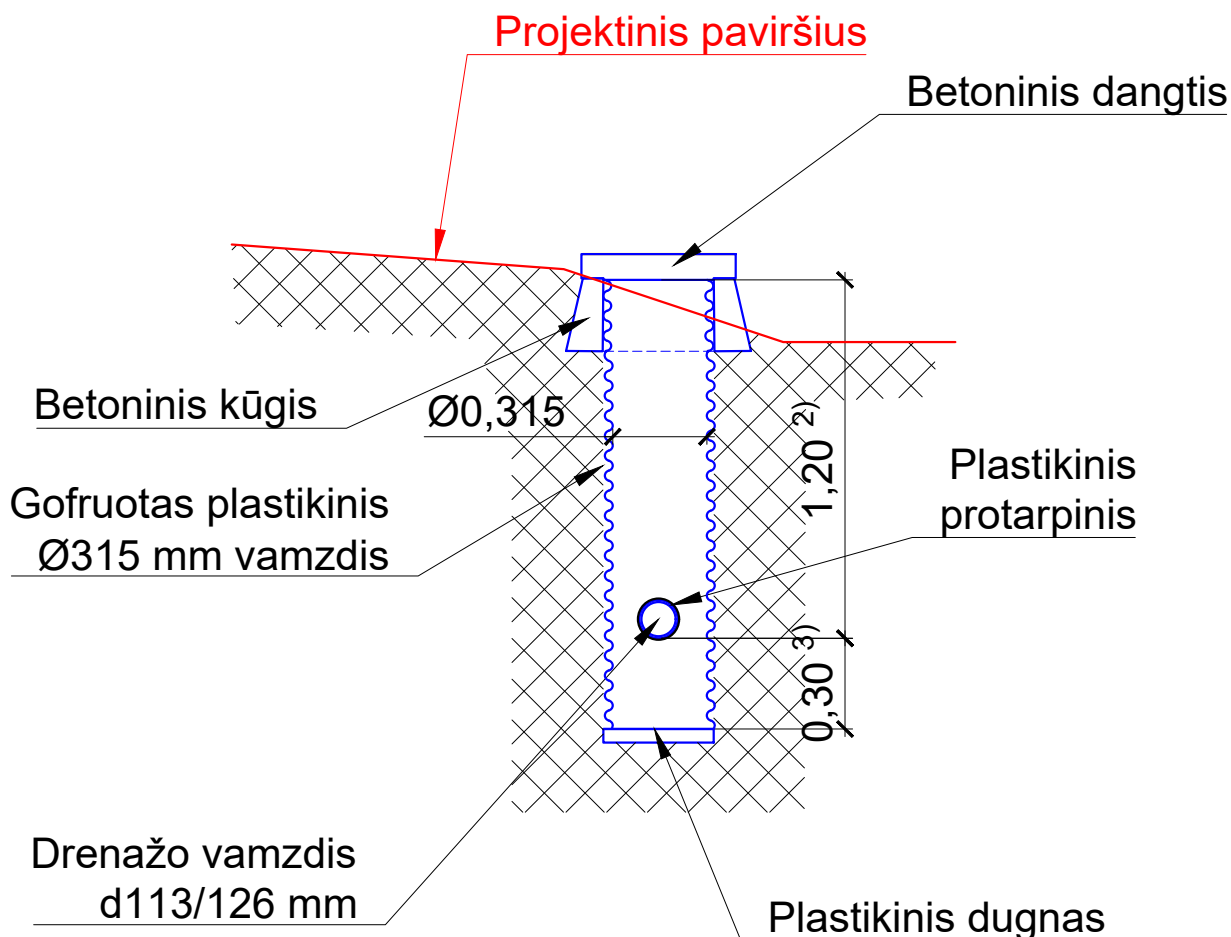 Projektinis paviršius
Betoninis dangtis
Betoninis kūgis
Ø0,315
Gofruotas plastikinis
Ø315 mm vamzdis
1,20 2)
Plastikinis
protarpinis
0,30 3)
Drenažo vamzdis
d113/126 mm
Plastikinis dugnas